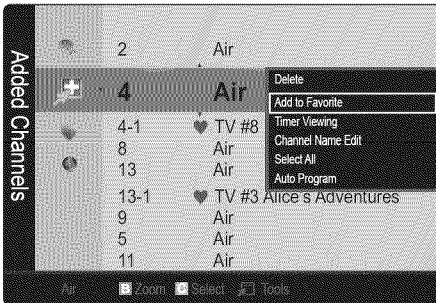 Added Channels
2 Air
4 Air
4-1 TV #8
8 Air
13 Air
13-1 TV #3 Alice's Adventures
9 Air
5 Air
11 Air
Delete
Add to Favorite
Timer Viewing
Channel Name Edit
Select All
Auto Program
Air B Zoom C Select Tools